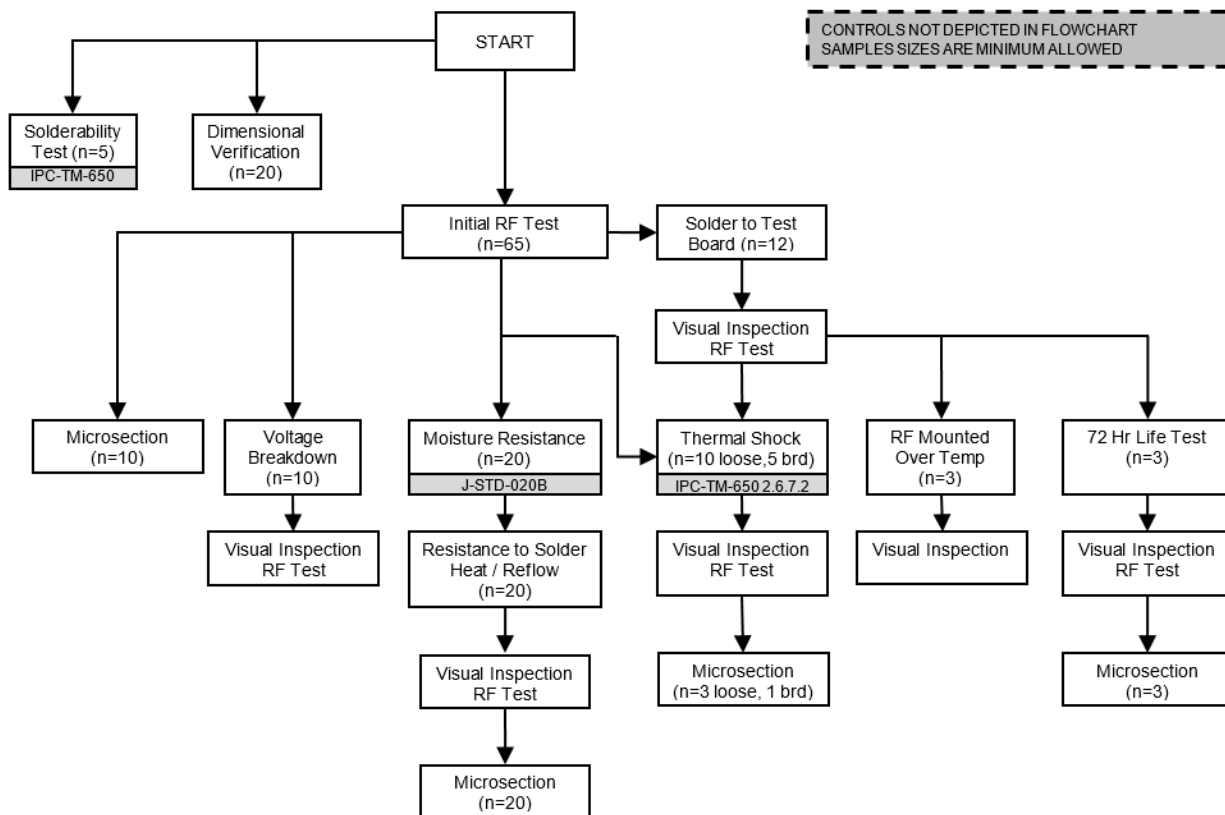 START
CONTROLS NOT DEPICTED IN FLOWCHART
SAMPLES SIZES ARE MINIMUM ALLOWED
Solderability
Test (n=5)
IPC-TM-650
Dimensional
Verification
(n=20)
Initial RF Test
(n=65)
Solder to Test
Board (n=12)
Visual Inspection
RF Test
Microsection
(n=10)
Voltage
Breakdown
(n=10)
Moisture Resistance
(n=20)
J-STD-020B
Thermal Shock
(n=10 loose,5 brd)
IPC-TM-650 2.6.7.2
RF Mounted
Over Temp
(n=3)
72 Hr Life Test
(n=3)
Visual Inspection
RF Test
Resistance to Solder
Heat / Reflow
(n=20)
Visual Inspection
RF Test
Visual Inspection
Visual Inspection
RF Test
Visual Inspection
RF Test
Microsection
(n=3 loose, 1 brd)
Microsection
(n=3)
Microsection
(n=20)